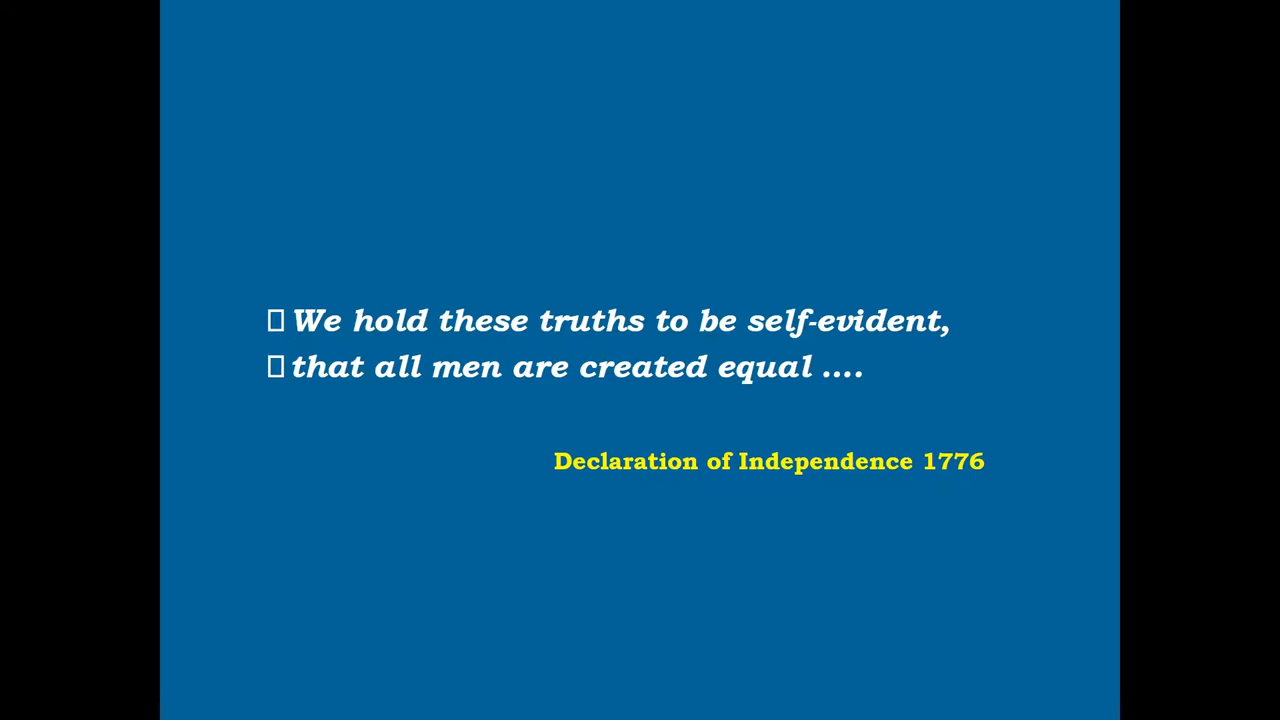 We hold these truths to be self-evident,
that all men are created equal ....
Declaration of Independence 1776